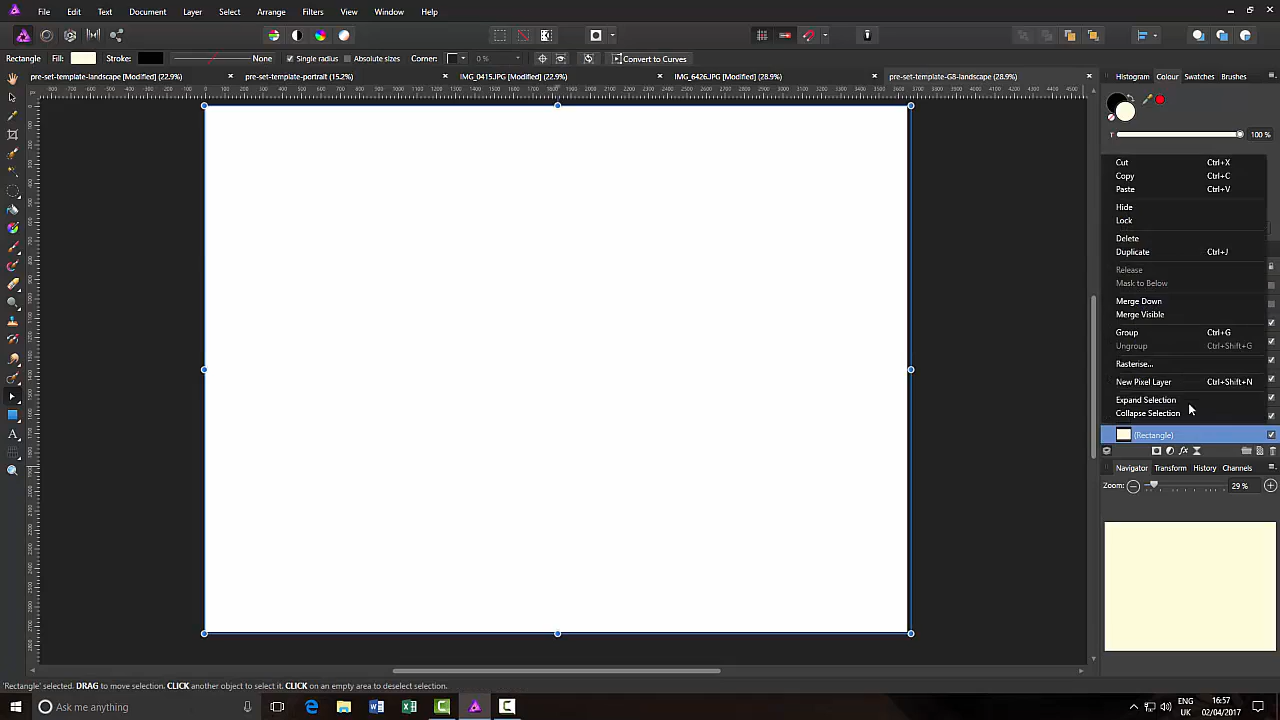 File Edit Text Document Layer Select Arrange Filters View Window Help
Rectangle Fill: Stroke: None Single radius Absolute sizes Corner: 0 % Convert to Curves
pre-set-template-landscape [Modified] (22.9%) pre-set-template-portrait (15.2%) IMG_0415.JPG [Modified] (22.9%) IMG_6426.JPG [Modified] (28.9%) pre-set-template-G8-landscape (28.9%)
Histogram Colour Swatches Brushes
100 %
Cut Ctrl+X
Copy Ctrl+C
Paste Ctrl+V
Hide
Lock
Delete
Duplicate Ctrl+J
Release
Mask to Below
Merge Down
Merge Visible
Group Ctrl+G
Ungroup Ctrl+Shift+G
Rasterise...
New Pixel Layer Ctrl+Shift+N
Expand Selection
Collapse Selection
(Rectangle)
Navigator Transform History Channels
Zoom: 29 %
'Rectangle' selected. DRAG to move selection. CLICK another object to select it. CLICK on an empty area to deselect selection.
Ask me anything
ENG 16:57
UK 02/04/2017